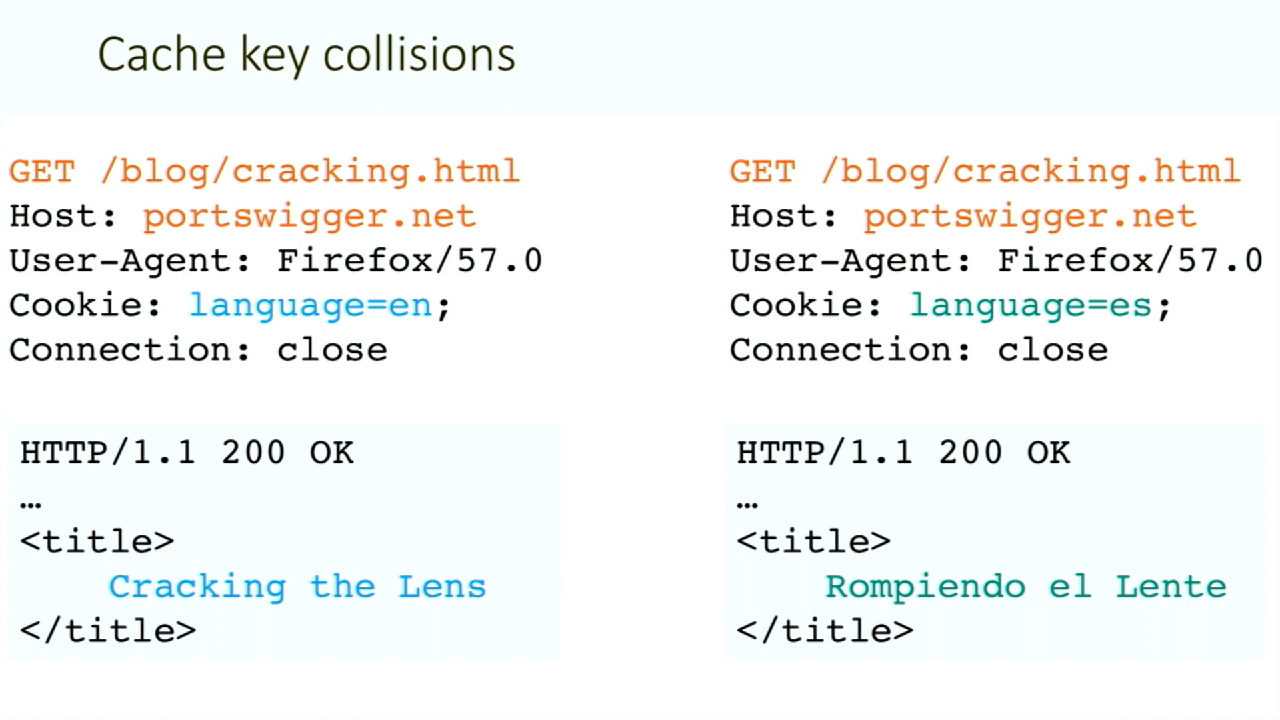 Cache key collisions
GET /blog/cracking.html
Host: portswigger.net
User-Agent: Firefox/57.0
Cookie: language=en;
Connection: close
HTTP/1.1 200 OK
…
<title>
Cracking the Lens
</title>
GET /blog/cracking.html
Host: portswigger.net
User-Agent: Firefox/57.0
Cookie: language=es;
Connection: close
HTTP/1.1 200 OK
…
<title>
Rompiendo el Lente
</title>